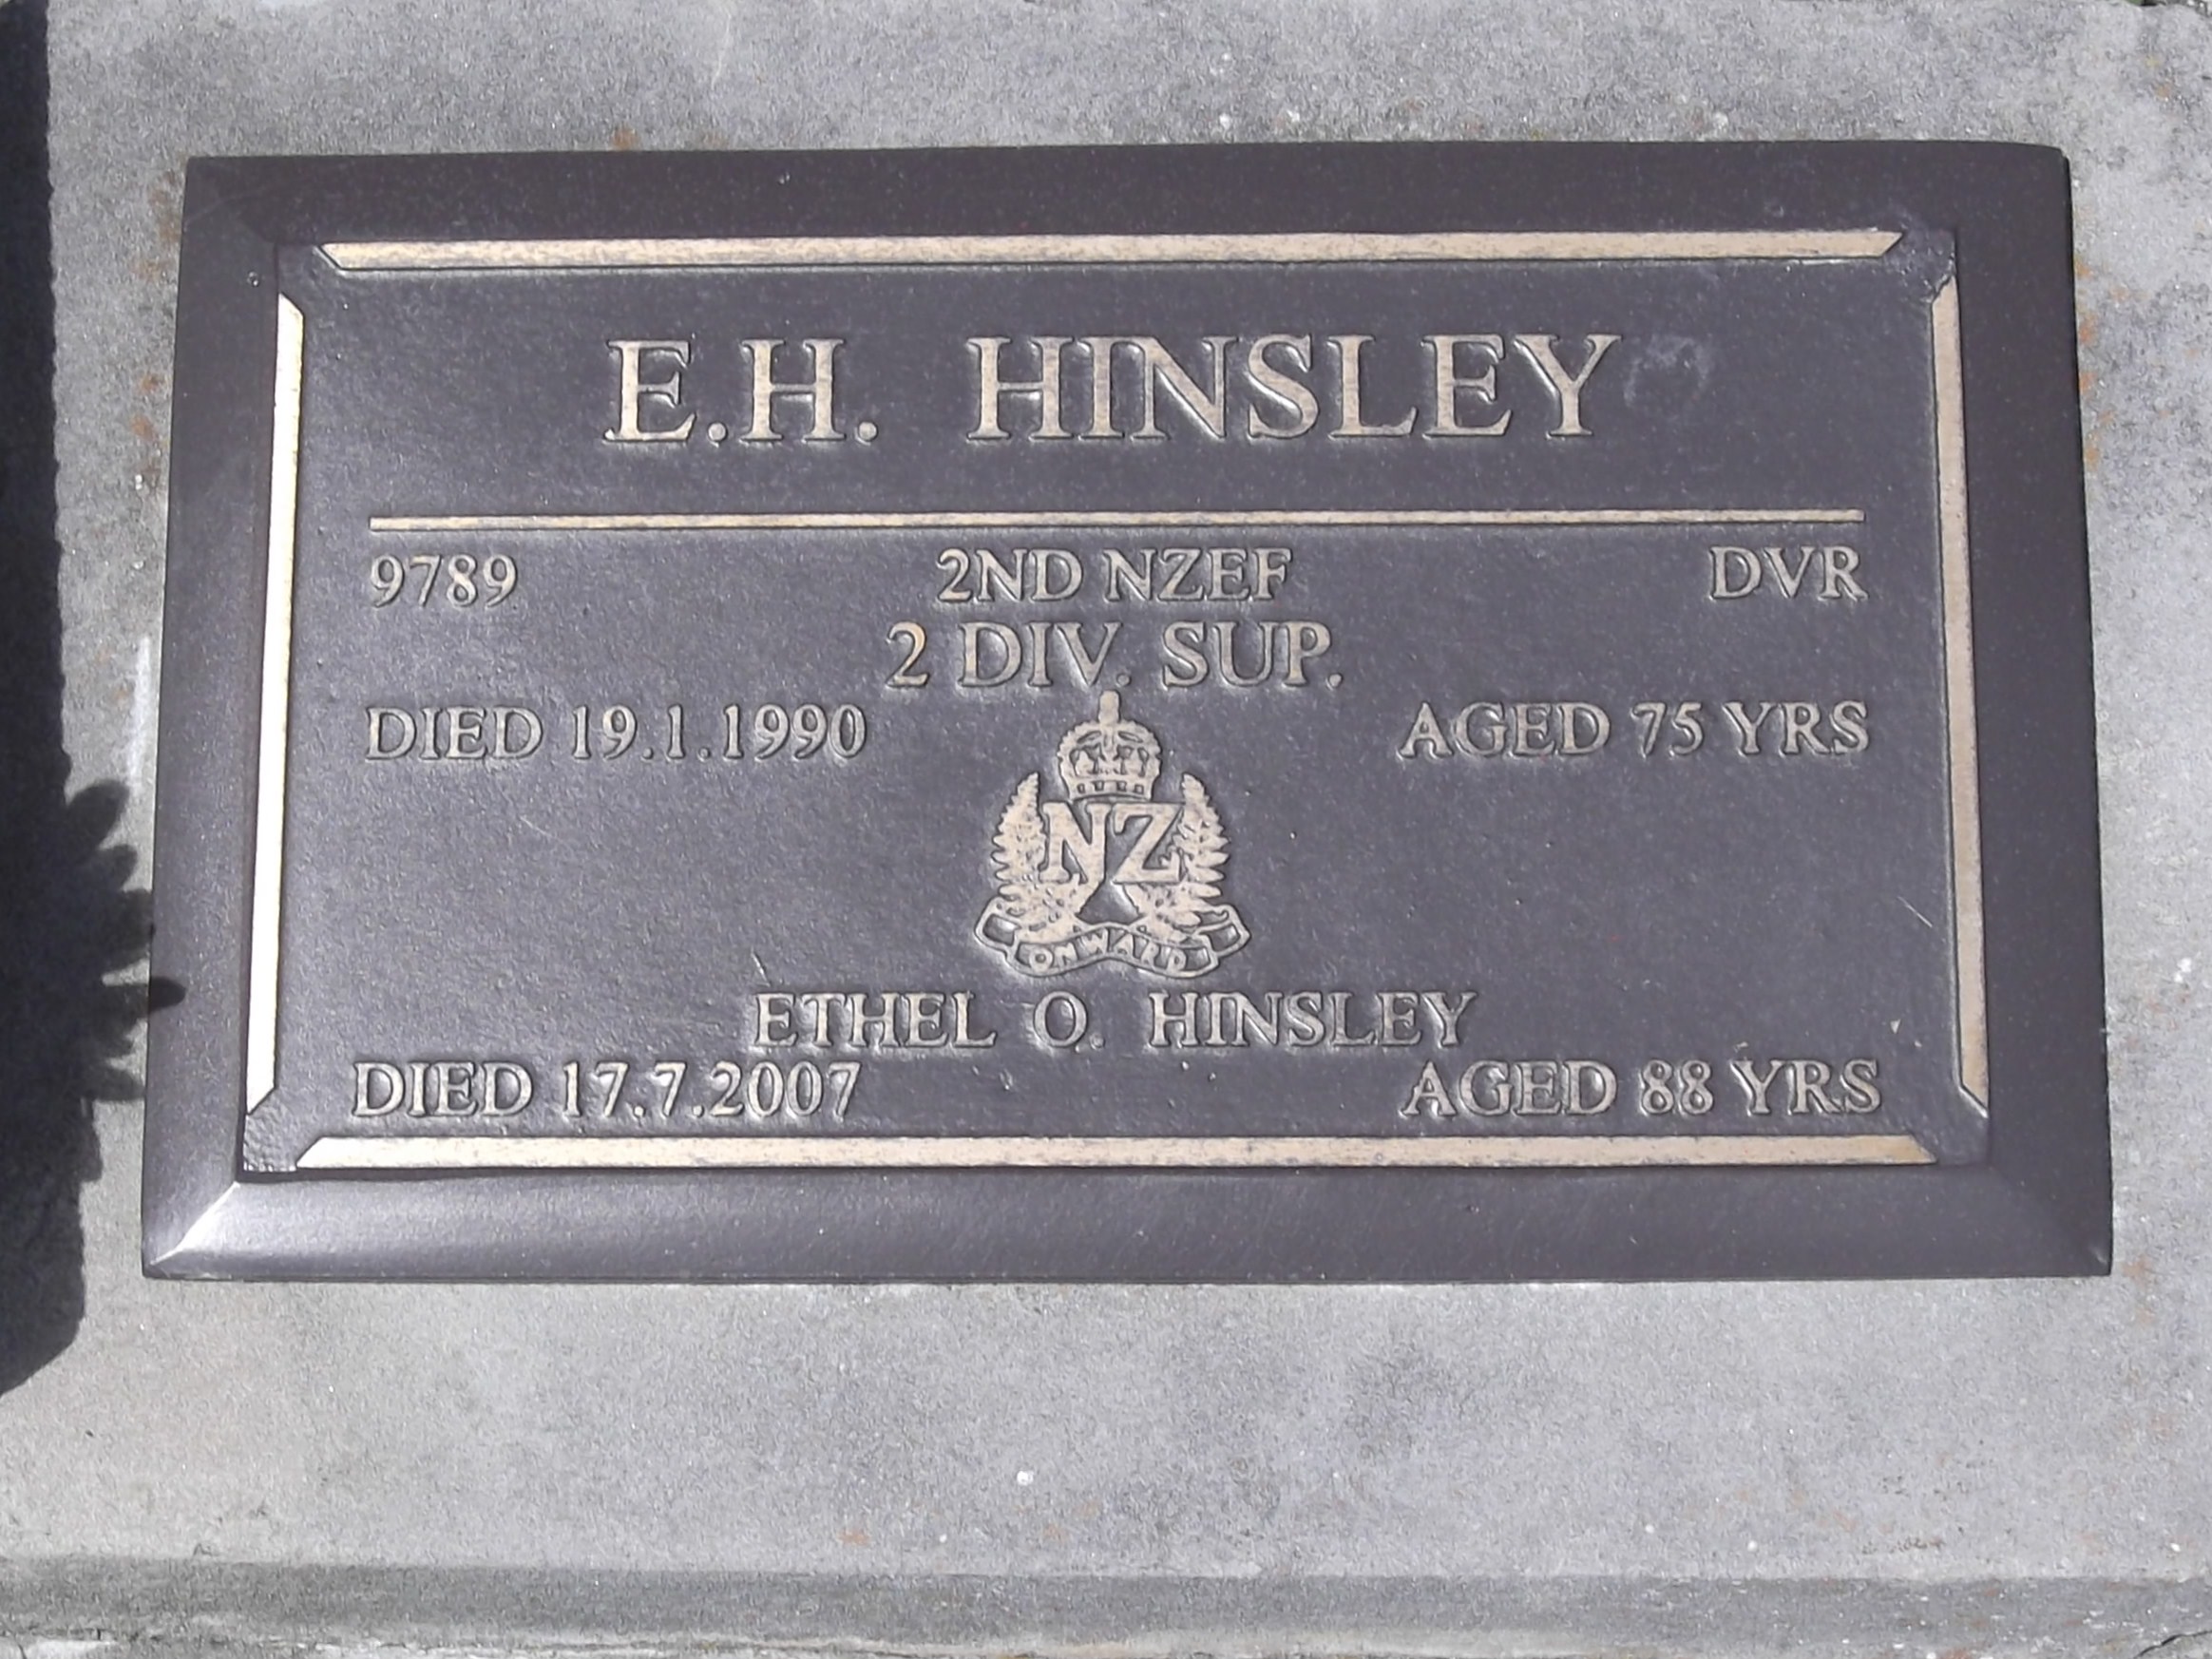 E.H. HINSLEY
9789 2ND NZEF DVR
2 DIV. SUP.
DIED 19.1.1990 AGED 75 YRS
NZ
ONWARD
ETHEL O. HINSLEY
DIED 17.7.2007 AGED 88 YRS